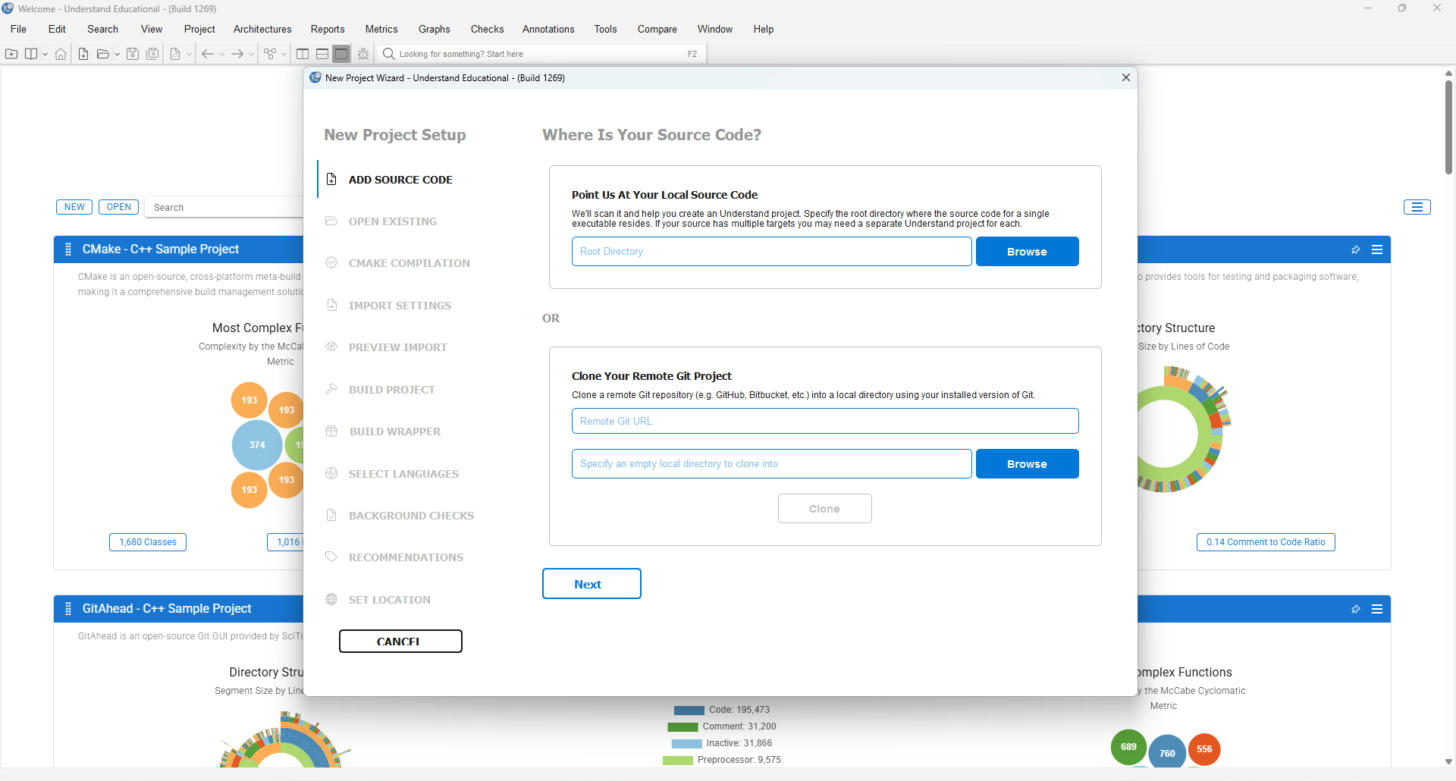 Welcome - Understand Educational - (Build 1269)
File Edit Search View Project Architectures Reports Metrics Graphs Checks Annotations Tools Compare Window Help
Looking for something? Start here F2
New Project Wizard - Understand Educational - (Build 1269)
New Project Setup
ADD SOURCE CODE
OPEN EXISTING
CMAKE COMPILATION
IMPORT SETTINGS
PREVIEW IMPORT
BUILD PROJECT
BUILD WRAPPER
SELECT LANGUAGES
BACKGROUND CHECKS
RECOMMENDATIONS
SET LOCATION
CANCEL
Where Is Your Source Code?
Point Us At Your Local Source Code
We'll scan it and help you create an Understand project. Specify the root directory where the source code for a single
executable resides. If your source has multiple targets you may need a separate Understand project for each.
Root Directory Browse
OR
Clone Your Remote Git Project
Clone a remote Git repository (e.g. GitHub, Bitbucket, etc.) into a local directory using your installed version of Git.
Remote Git URL
Specify an empty local directory to clone into Browse
Clone
Next
NEW OPEN Search
CMake - C++ Sample Project
CMake is an open-source, cross-platform meta-build
making it a comprehensive build management
Most Complex
Complexity by the
Metric
193
193
374
193
193
1,680 Classes
1,016
provides tools for testing and packaging software,
Structure
Size by Lines of Code
0.14 Comment to Code Ratio
GitAhead - C++ Sample Project
GitAhead is an open-source Git GUI provided by
Directory
Segment Size by
Code: 195,473
Comment: 31,200
Inactive: 31,866
Preprocessor: 9,575
Functions
the McCabe Cyclomatic
Metric
689
760
556